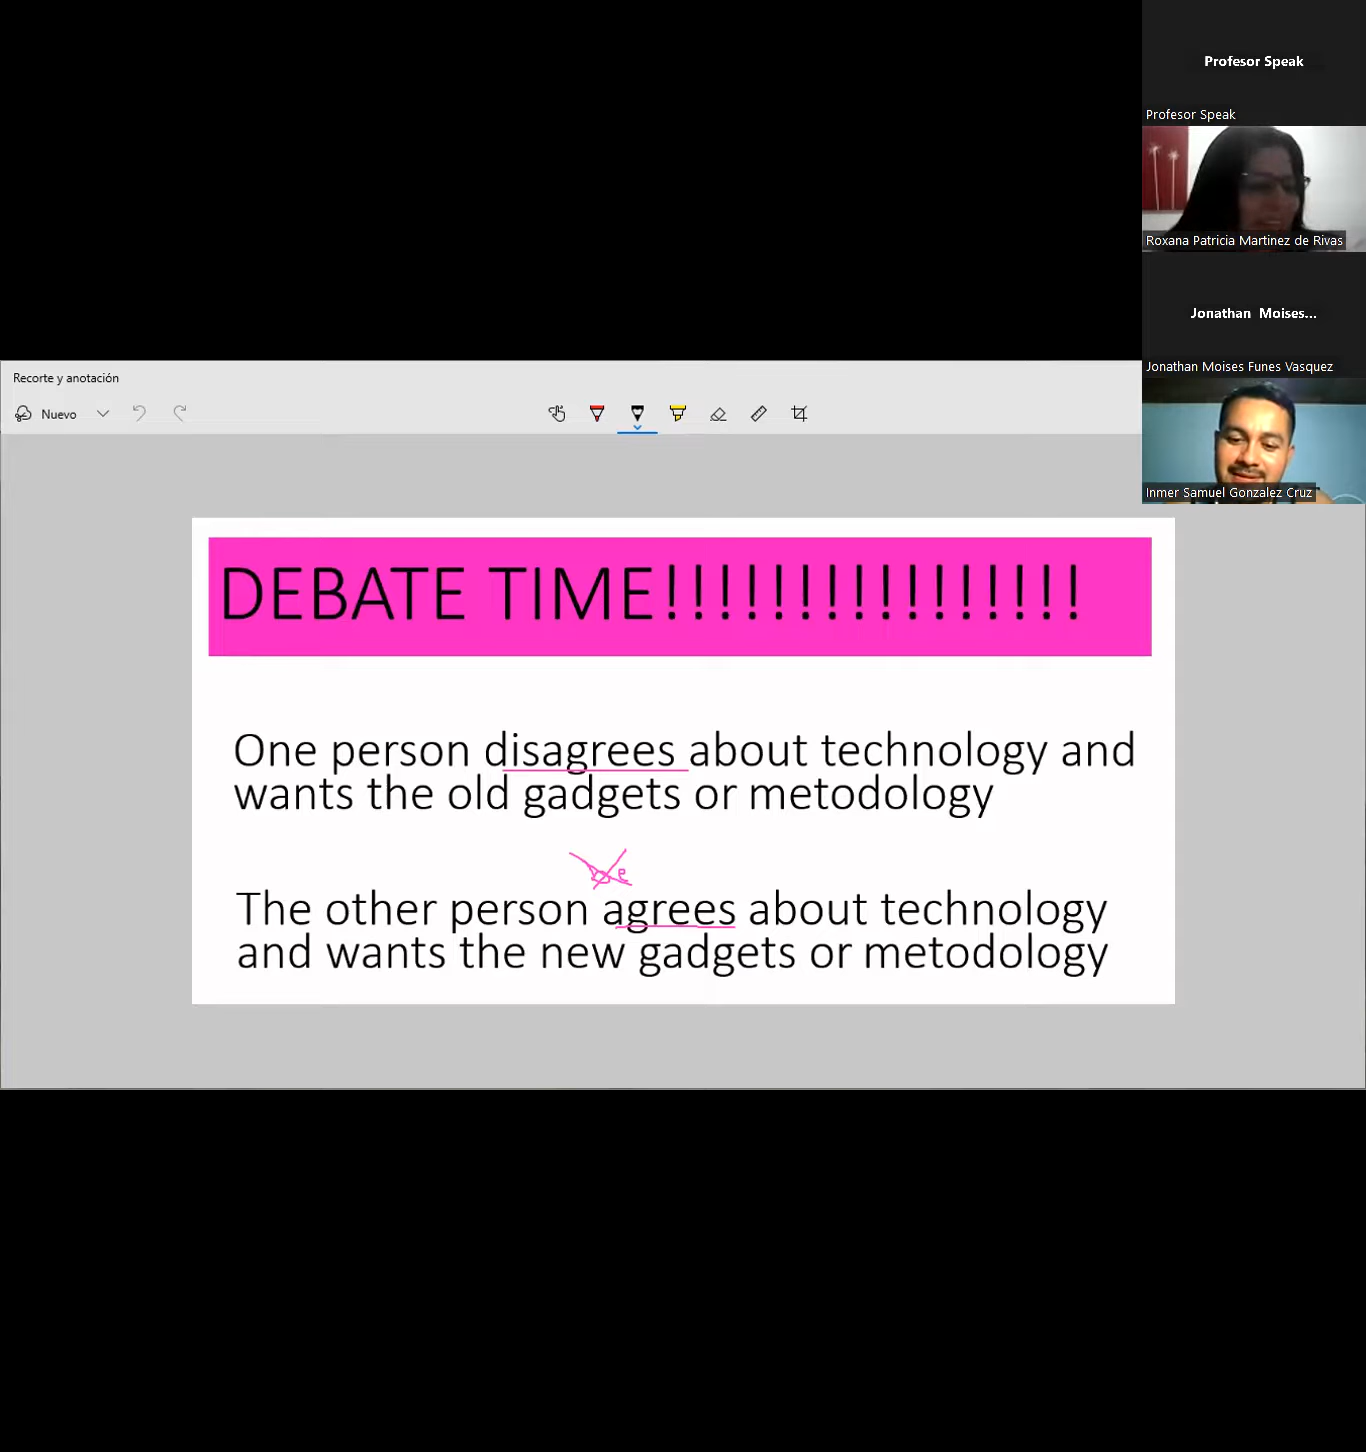 Profesor Speak
Profesor Speak
Roxana Patricia Martinez de Rivas
Jonathan Moises...
Jonathan Moises Funes Vasquez
Inmer Samuel Gonzalez Cruz
Recorte y anotación
Nuevo
DEBATE TIME!!!!!!!!!!!!!!!!
One person disagrees about technology and
wants the old gadgets or metodology
The other person agrees about technology
and wants the new gadgets or metodology